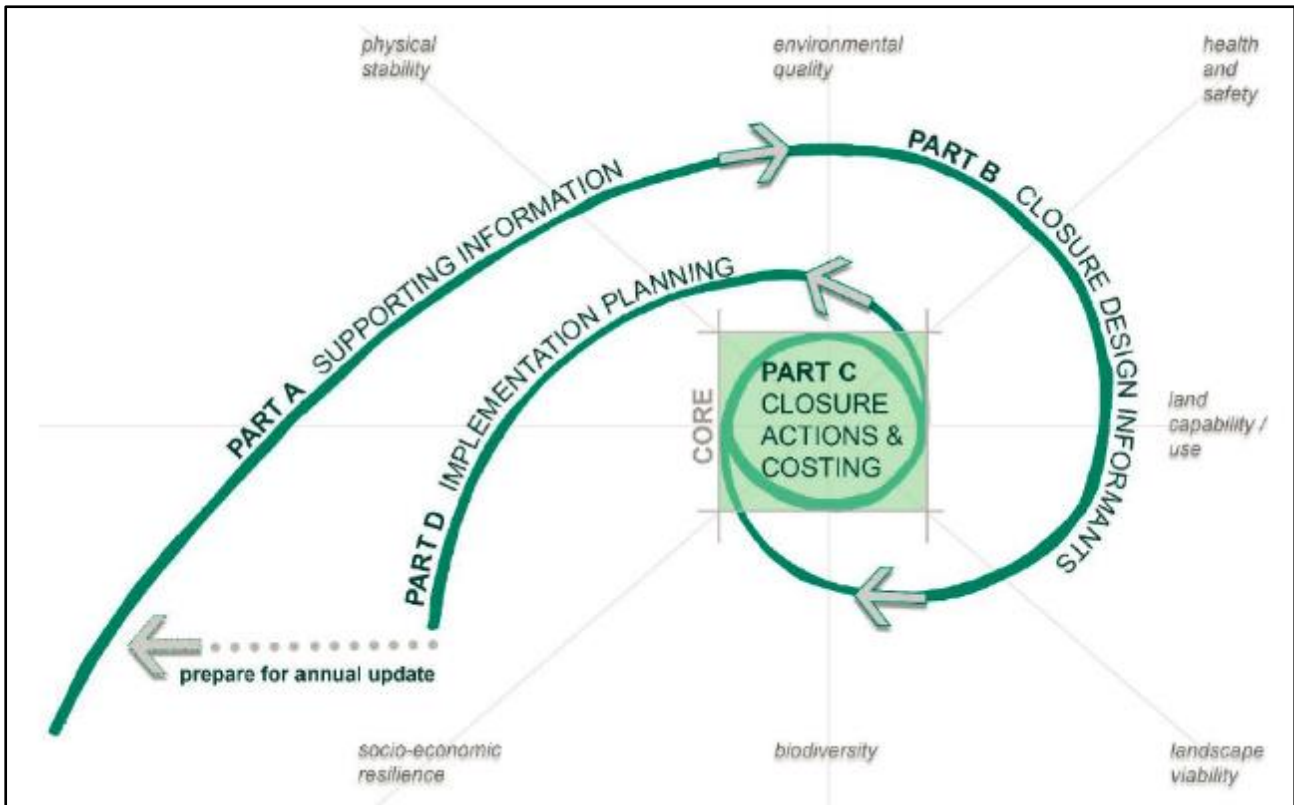 physical
stability
environmental
quality
health
and
safety
PART A SUPPORTING INFORMATION
PART B CLOSURE DESIGN INFORMANTS
PART D IMPLEMENTATION PLANNING
CORE
PART C
CLOSURE
ACTIONS &
COSTING
land
capability /
use
prepare for annual update
socio-economic
resilience
biodiversity
landscape
viability